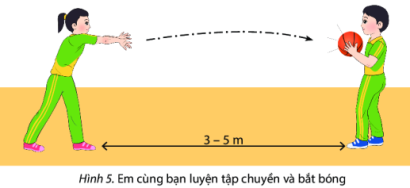 3 – 5 m
Hình 5. Em cùng bạn luyện tập chuyền và bắt bóng